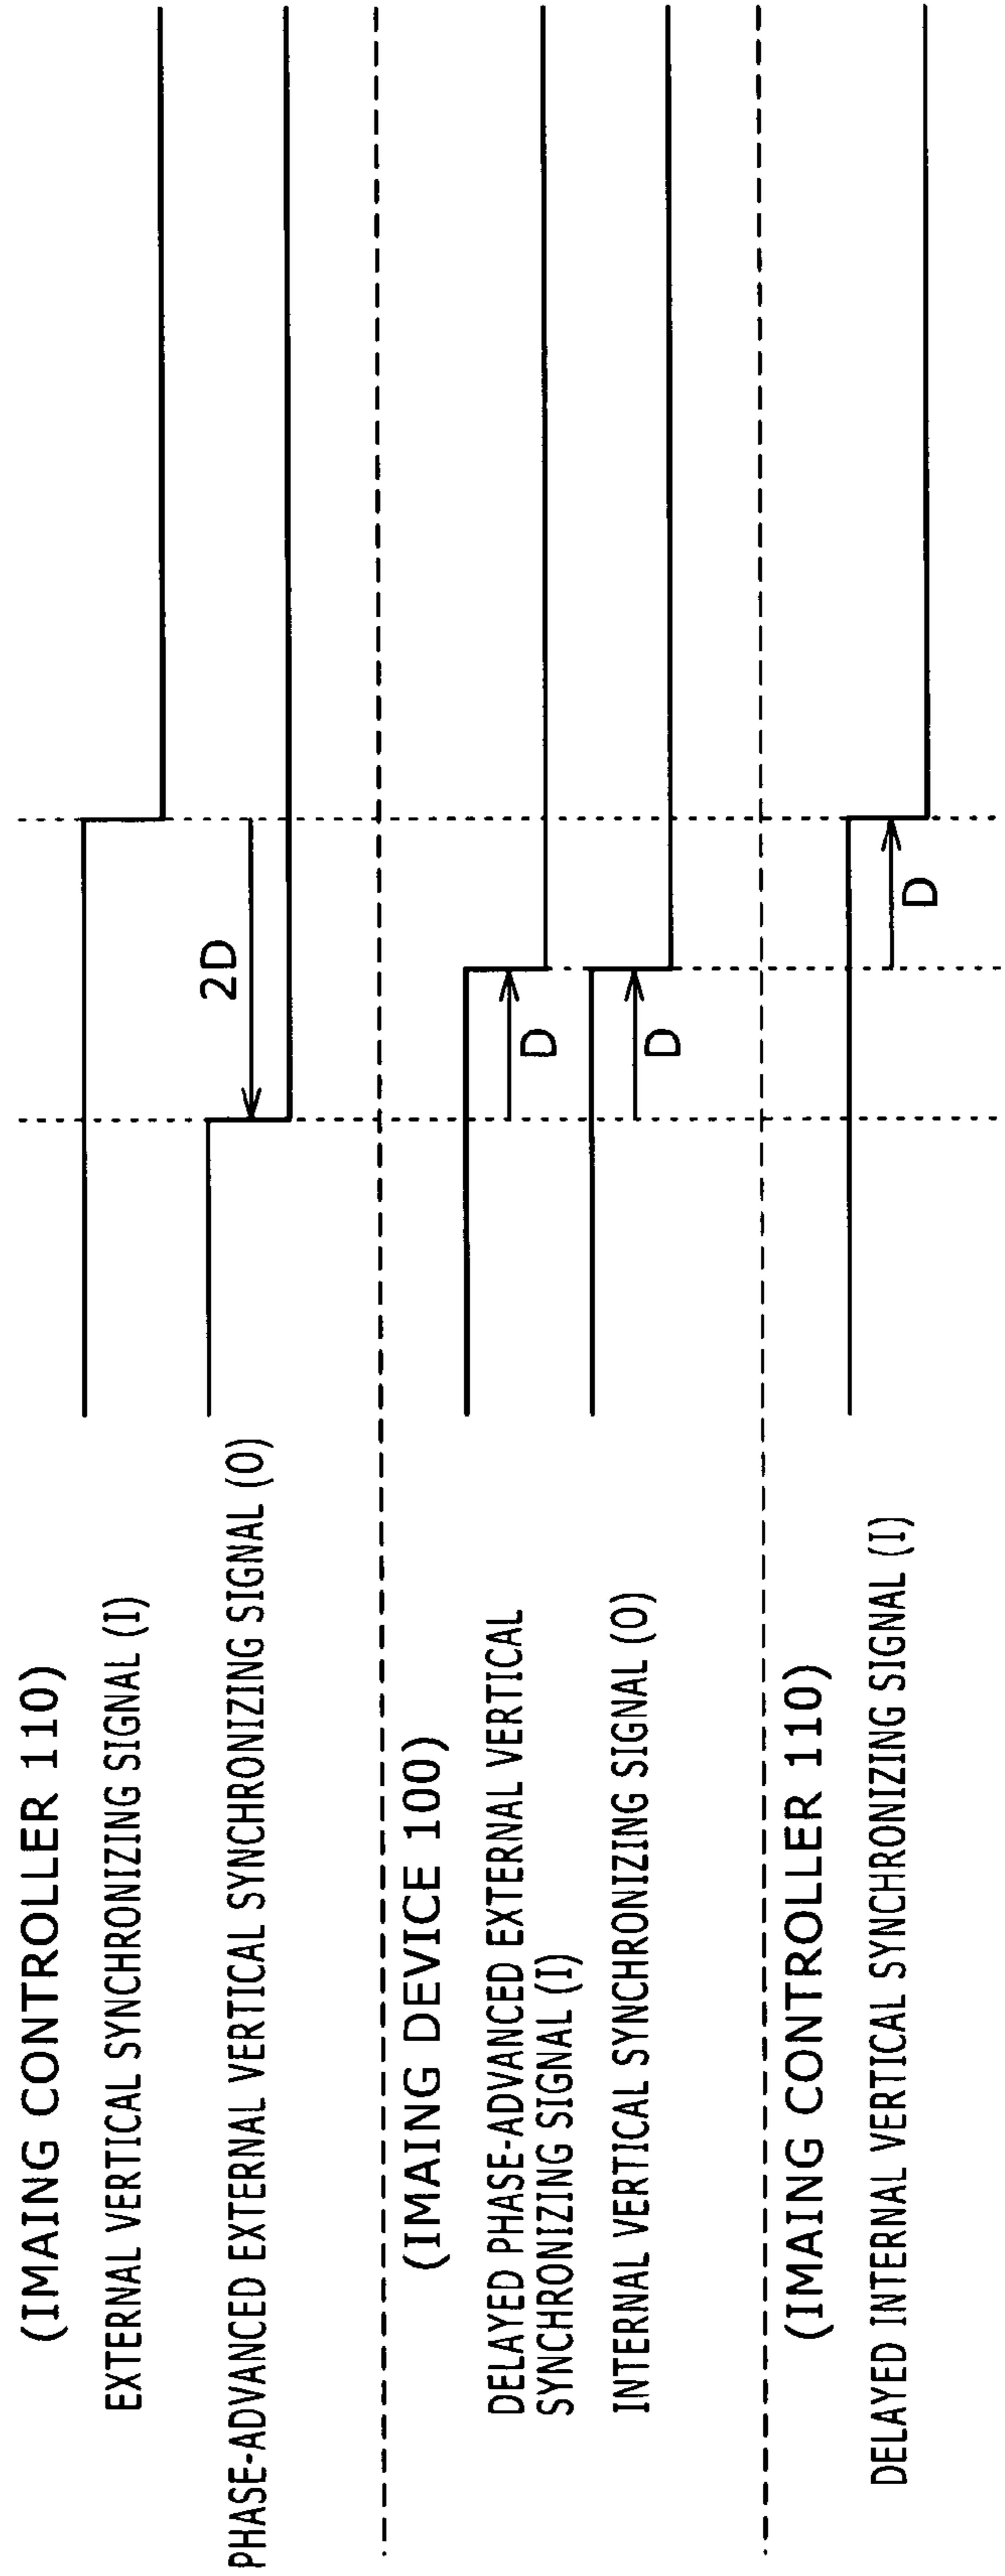 (IMAING CONTROLLER 110)
EXTERNAL VERTICAL SYNCHRONIZING SIGNAL (I)
PHASE-ADVANCED EXTERNAL VERTICAL SYNCHRONIZING SIGNAL (O)
2D
(IMAING DEVICE 100)
DELAYED PHASE-ADVANCED EXTERNAL VERTICAL
SYNCHRONIZING SIGNAL (I)
D
INTERNAL VERTICAL SYNCHRONIZING SIGNAL (O)
D
(IMAING CONTROLLER 110)
DELAYED INTERNAL VERTICAL SYNCHRONIZING SIGNAL (I)
D